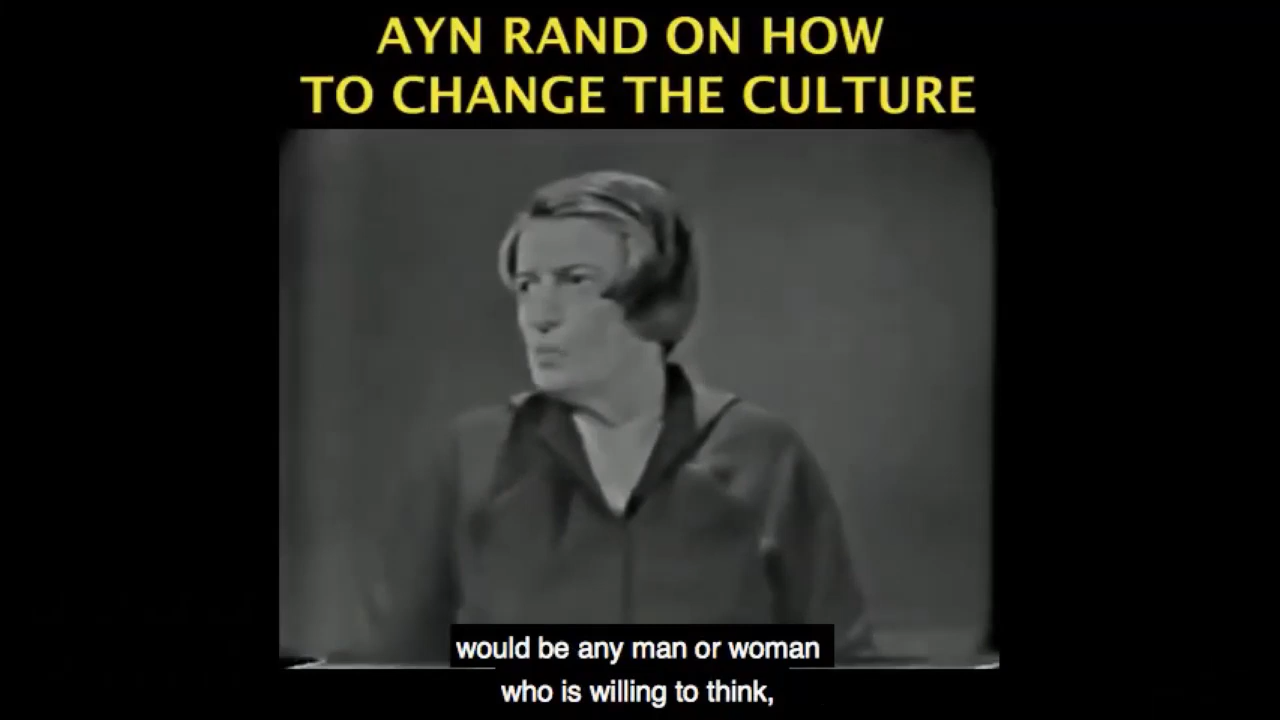 AYN RAND ON HOW
TO CHANGE THE CULTURE
would be any man or woman
who is willing to think,